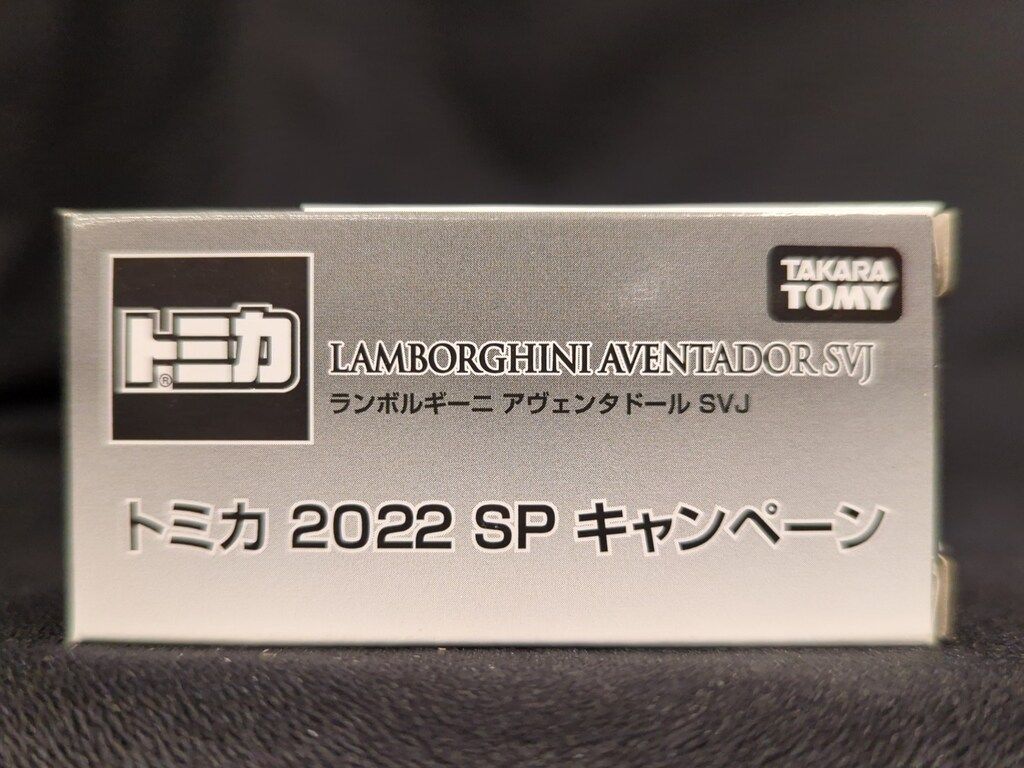 TAKARA
TOMY
トミカ®
LAMBORGHINI AVENTADOR SVJ
ランボルギーニ アヴェンタドール SVJ
トミカ 2022 SP キャンペーン